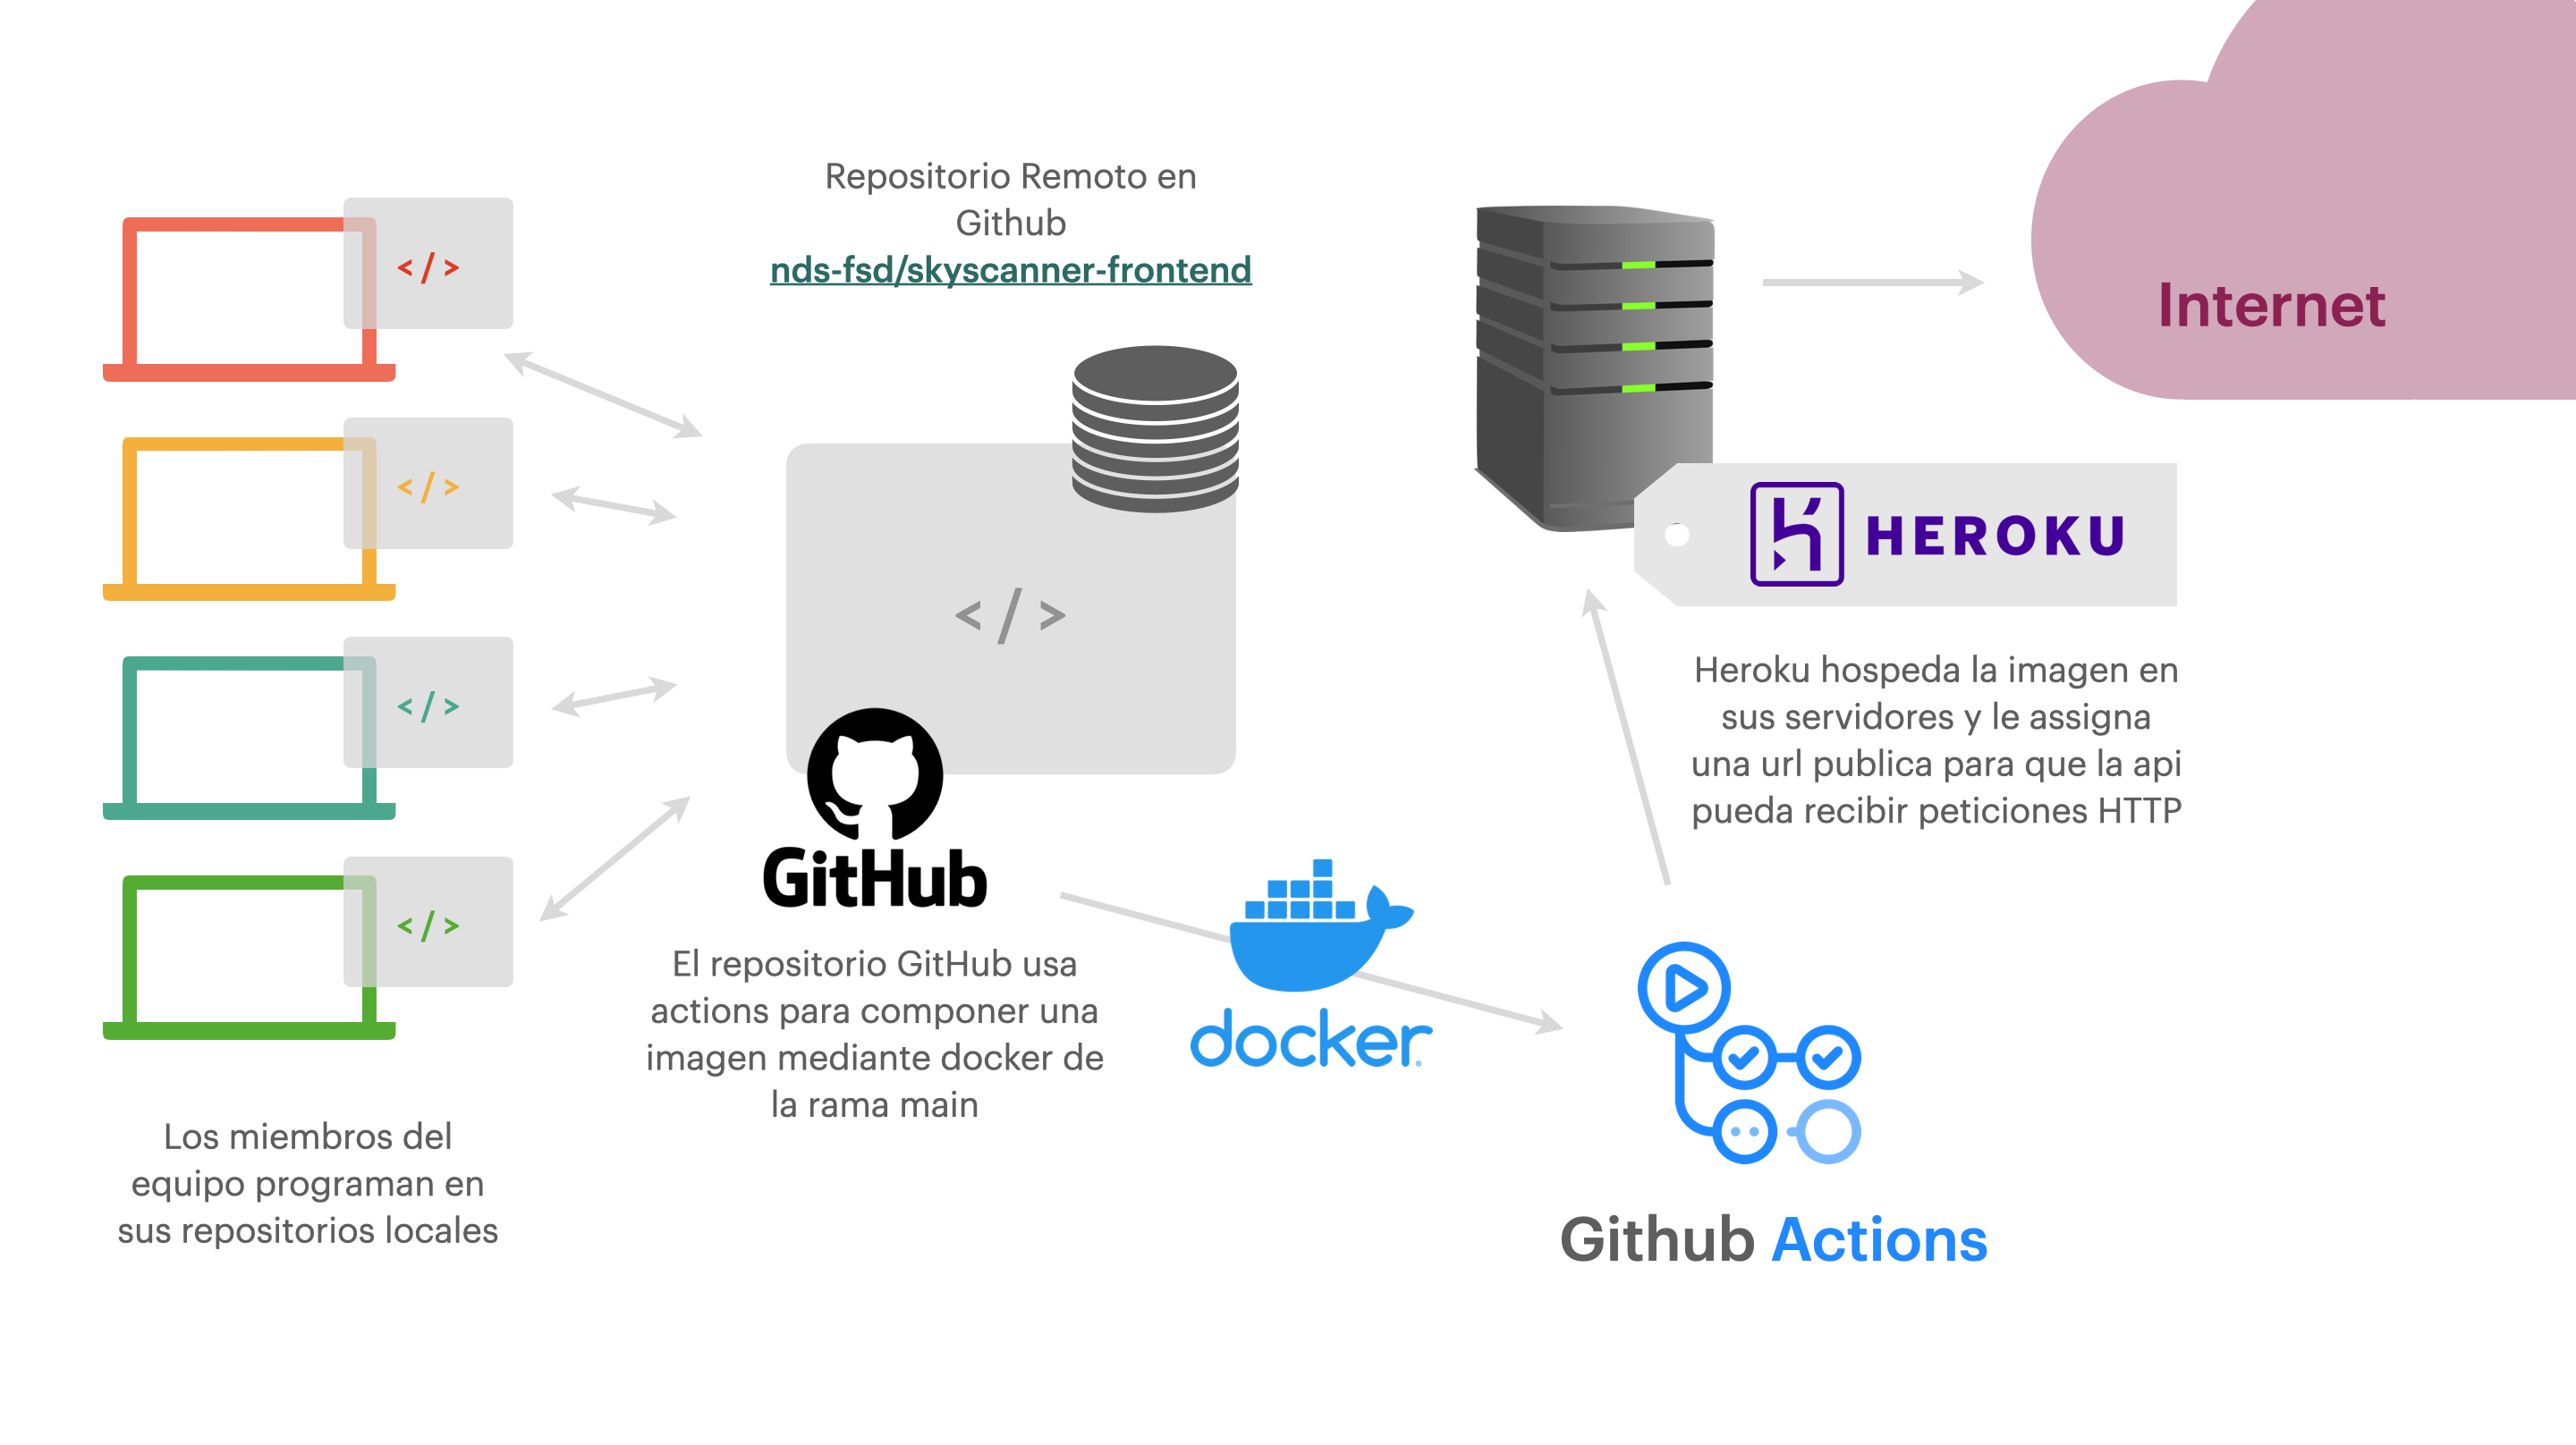 Repositorio Remoto en
Github
nds-fsd/skyscanner-frontend
</>
</>
</>
</>
</>
Los miembros del
equipo programan en
sus repositorios locales
GitHub
El repositorio GitHub usa
actions para componer una
imagen mediante docker de
la rama main
docker
Github Actions
HEROKU
Heroku hospeda la imagen en
sus servidores y le assigna
una url publica para que la api
pueda recibir peticiones HTTP
Internet